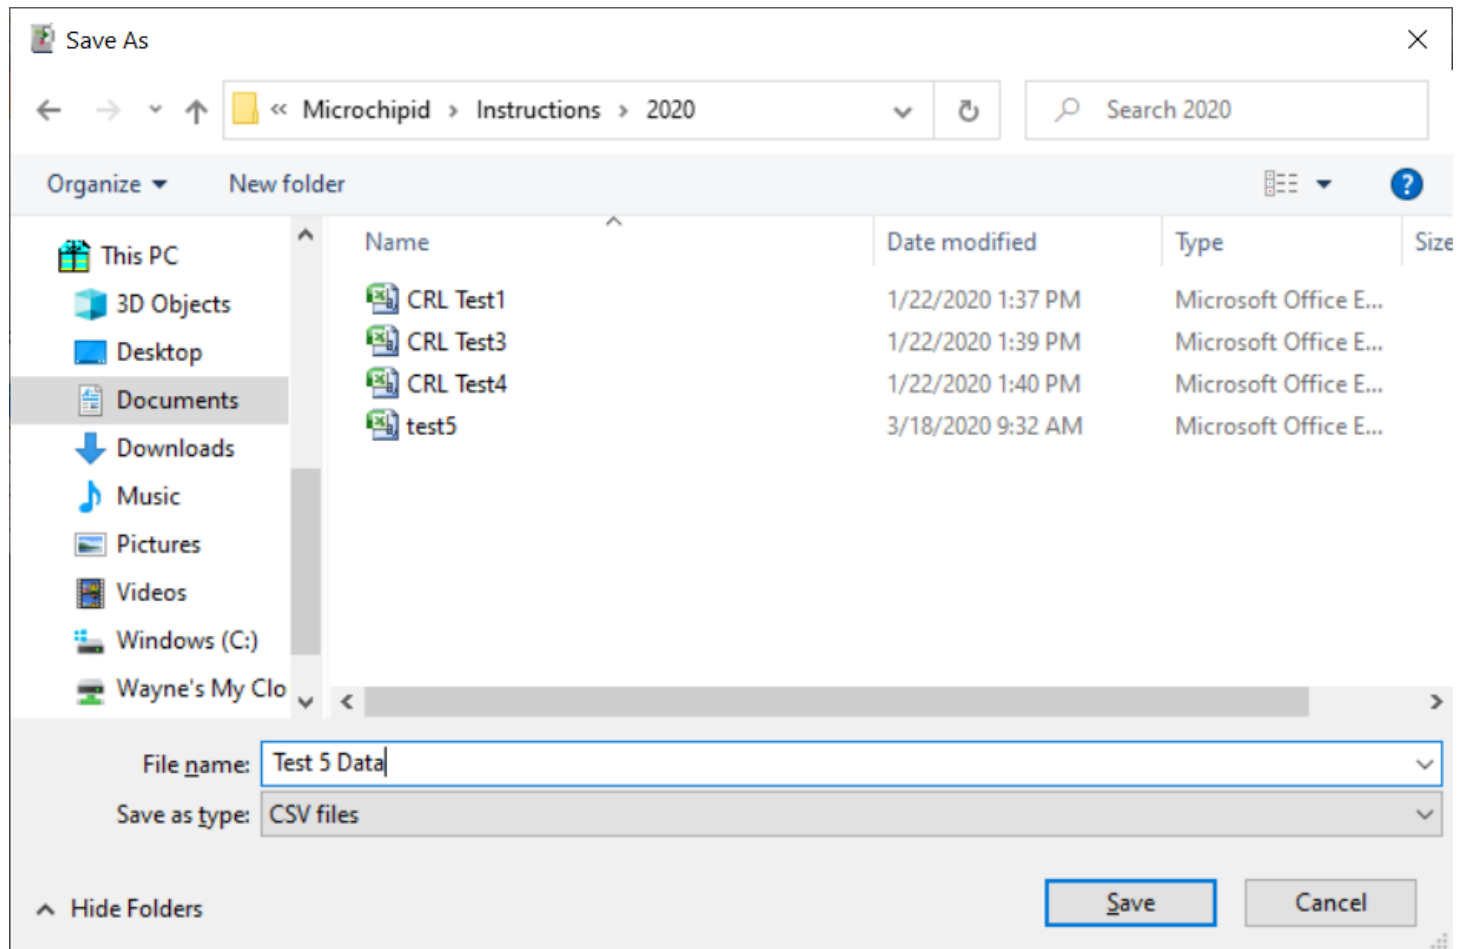 Save As
« Microchipid > Instructions > 2020
Search 2020
Organize
New folder
?
Name
Date modified
Type
Size
This PC
3D Objects
Desktop
Documents
Downloads
Music
Pictures
Videos
Windows (C:)
Wayne's My Clo
CRL Test1 1/22/2020 1:37 PM Microsoft Office E...
CRL Test3 1/22/2020 1:39 PM Microsoft Office E...
CRL Test4 1/22/2020 1:40 PM Microsoft Office E...
test5 3/18/2020 9:32 AM Microsoft Office E...
File name: Test 5 Data
Save as type: CSV files
Hide Folders
Save
Cancel